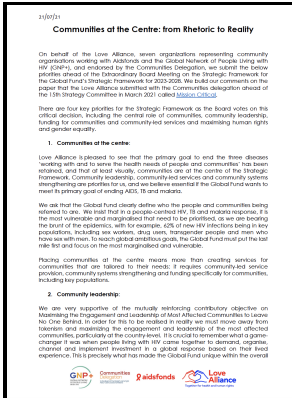 21/07/21
Communities at the Centre: from Rhetoric to Reality
On behalf of the Love Alliance, seven organizations representing community
organisations working with Aidsfonds and the Global Network of People Living with
HIV (GNP+), and endorsed by the Communities Delegation, we submit the below
priorities ahead of the Extraordinary Board Meeting on the Strategic Framework for
the Global Fund's Strategic Framework for 2023-2028. We build our comments on the
paper that the Love Alliance submitted with the Communities delegation ahead of
the 15th Strategy Committee in March 2021 called Mission Critical.
There are four key priorities for the Strategic Framework as the Board votes on this
critical decision, including the central role of communities, community leadership,
funding for communities and community-led services and maximising human rights
and gender equality.
1. Communities at the centre:
Love Alliance is pleased to see that the primary goal to end the three diseases
'working with and to serve the health needs of people and communities' has been
retained, and that at least visually, communities are at the centre of the Strategic
Framework. Community leadership, community-led services and community systems
strengthening are priorities for us, and we believe essential if the Global Fund wants to
meet its primary goal of ending AIDS, TB and malaria.
We ask that the Global Fund clearly define who the people and communities being
referred to are. We insist that in a people-centred HIV, TB and malaria response, it is
the most vulnerable and marginalised that need to be prioritised, as we are bearing
the brunt of the epidemics, with for example, 62% of new HIV infections being in key
populations, including sex workers, drug users, transgender people and men who
have sex with men. To reach global ambitions goals, the Global Fund must put the last
mile first and focus on the most marginalised and vulnerable.
Placing communities at the centre means more than creating services for
communities that are tailored to their needs; it requires community-led service
provision, community systems strengthening and funding specifically for communities,
including key populations.
2. Community leadership:
We are very supportive of the mutually reinforcing contributory objective on
Maximising the Engagement and Leadership of Most Affected Communities to Leave
No One Behind. In order for this to be realised in reality we must move away from
tokenism and maximizing the engagement and leadership of the most affected
communities, particularly at the country-level. It is crucial to remember what a game-
changer it was when people living with HIV came together to demand, organise,
channel and implement investment in a global response based on their lived
experience. This is precisely what has made the Global Fund unique within the overall
GNP+
Communities
Delegation
aidsfonds
Love
Alliance